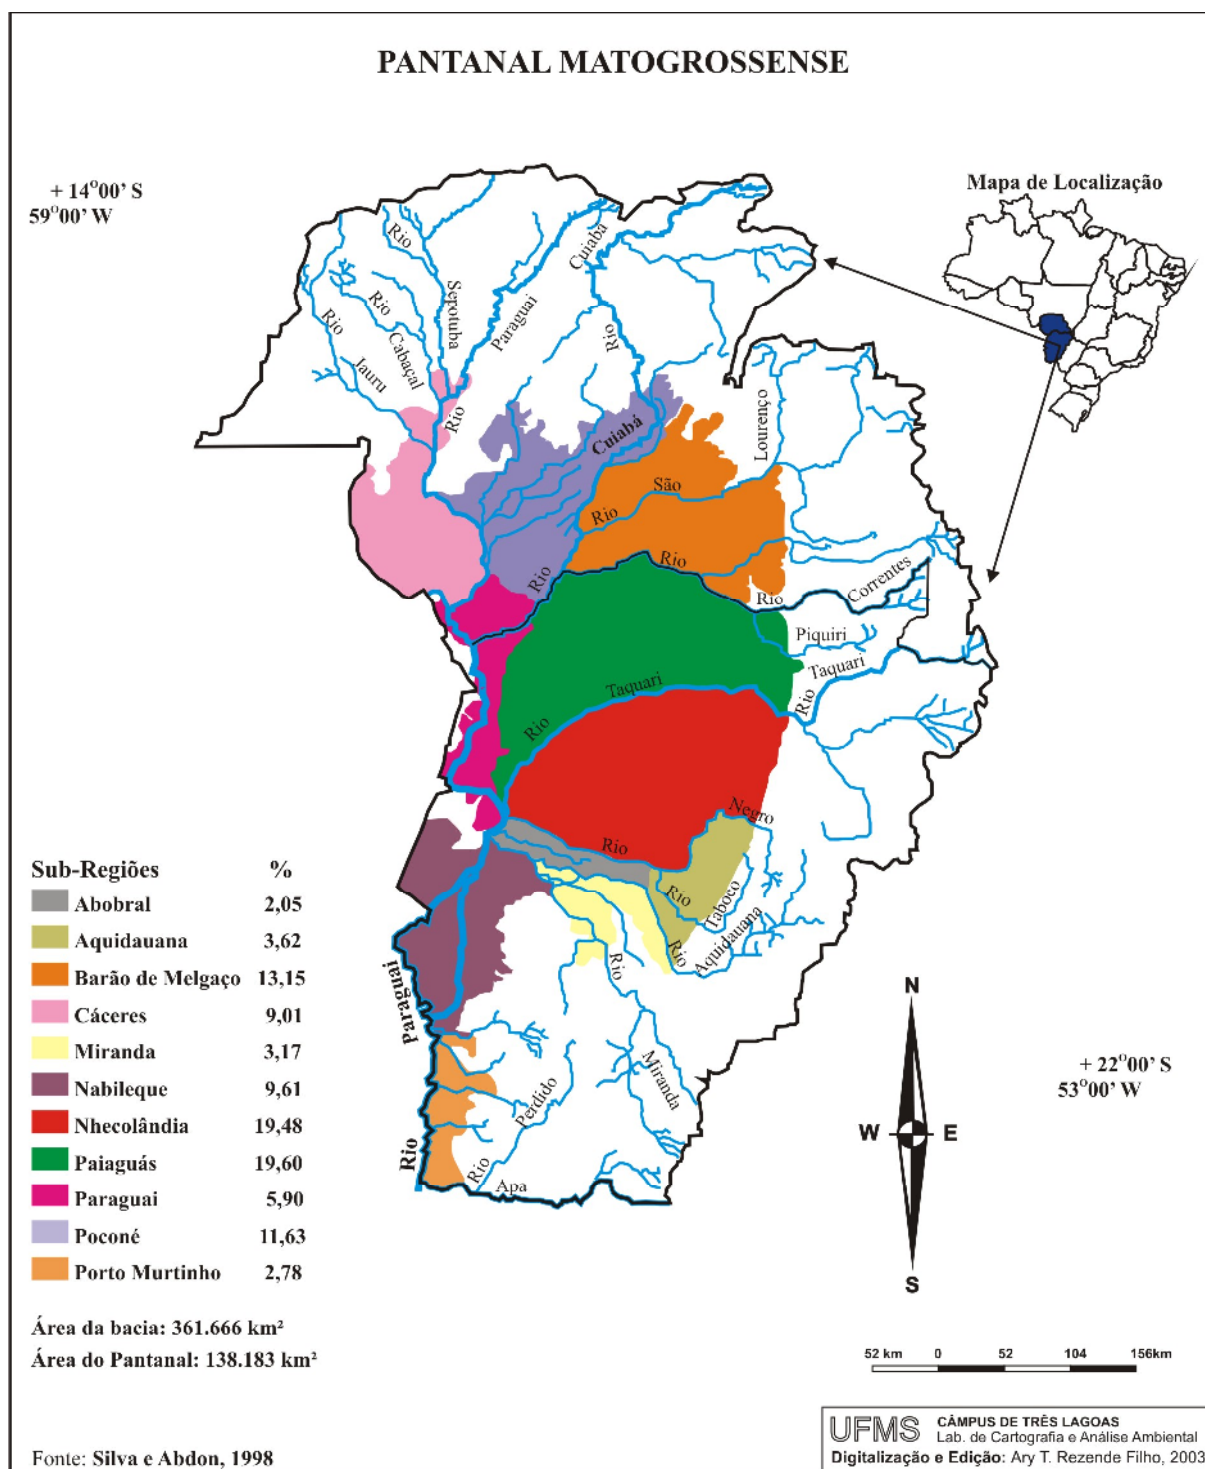 PANTANAL MATOGROSSENSE
+ 14°00' S
59°00' W
Mapa de Localização
Rio
Sepotuba
Rio
Cabaçal
Rio
Jauru
Rio
Paraguai
Cuiabá
Rio
Cuiabá
Rio
Lourenço
São
Rio
Rio
Rio
Correntes
Piquiri
Taquari
Rio
Taquari
Rio
Negro
Rio
Rio
Taboco
Aquidauana
Rio
Rio
Miranda
Perdido
Rio
Apa
Paraguai
Rio
Sub-Regiões %
Abobral 2,05
Aquidauana 3,62
Barão de Melgaço 13,15
Cáceres 9,01
Miranda 3,17
Nabileque 9,61
Nhecolândia 19,48
Paiaguás 19,60
Paraguai 5,90
Poconé 11,63
Porto Murtinho 2,78
Área da bacia: 361.666 km²
Área do Pantanal: 138.183 km²
Fonte: Silva e Abdon, 1998
+ 22°00' S
53°00' W
N
W E
S
52 km 0 52 104 156km
UFMS
CÂMPUS DE TRÊS LAGOAS
Lab. de Cartografia e Análise Ambiental
Digitalização e Edição: Ary T. Rezende Filho, 2003